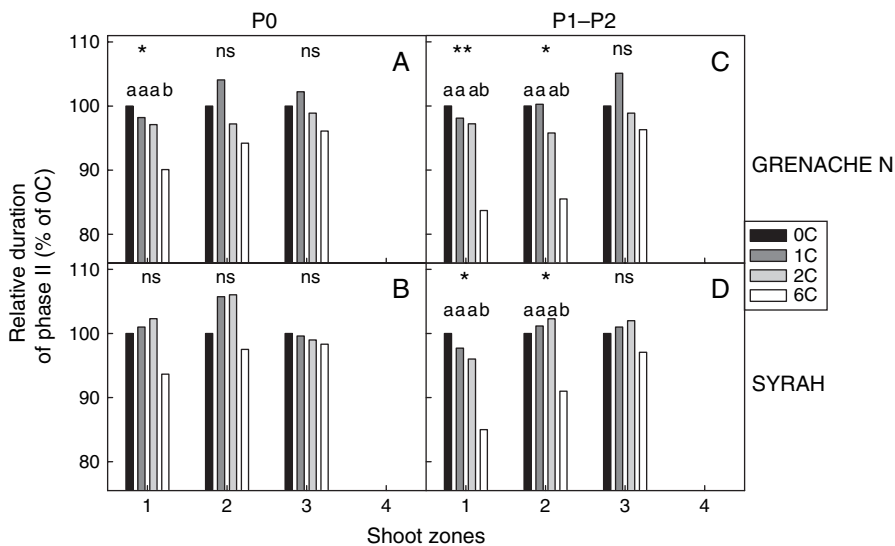 P0
P1–P2
110
100
90
80
* ns ns
A
a a a b
** * ns
C
a a ab
a a ab
GRENACHE N
0C
1C
2C
6C
110
100
90
80
ns ns ns
B
* * ns
D
a a a b
a a a b
SYRAH
1 2 3 4
1 2 3 4
Shoot zones
Relative duration
of phase II (% of 0C)